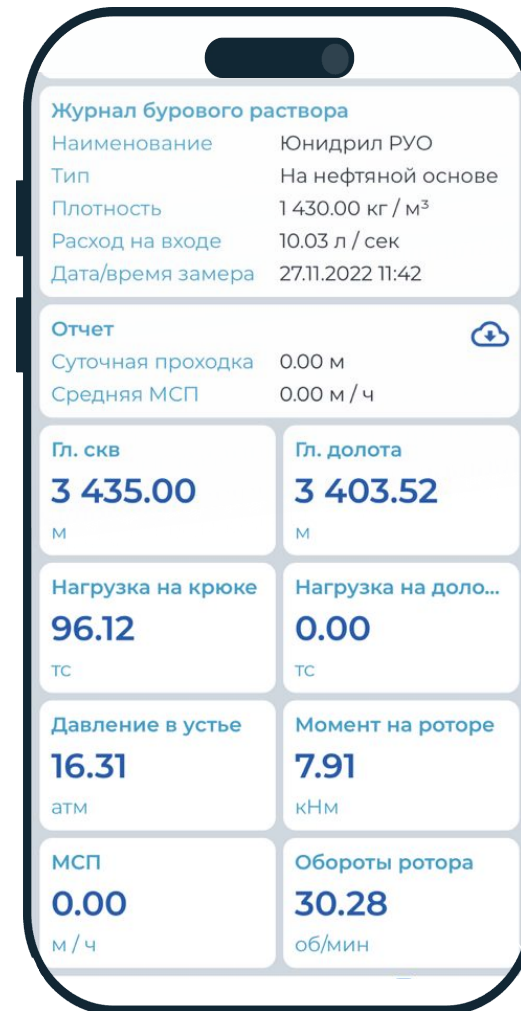 Журнал бурового раствора
Наименование Юнидрил РУО
Тип На нефтяной основе
Плотность 1 430.00 кг / м³
Расход на входе 10.03 л / сек
Дата/время замера 27.11.2022 11:42
Отчет
Суточная проходка 0.00 м
Средняя МСП 0.00 м / ч
Гл. скв
3 435.00
м
Гл. долота
3 403.52
м
Нагрузка на крюке
96.12
тс
Нагрузка на доло...
0.00
тс
Давление в устье
16.31
атм
Момент на роторе
7.91
кНм
МСП
0.00
м / ч
Обороты ротора
30.28
об/мин